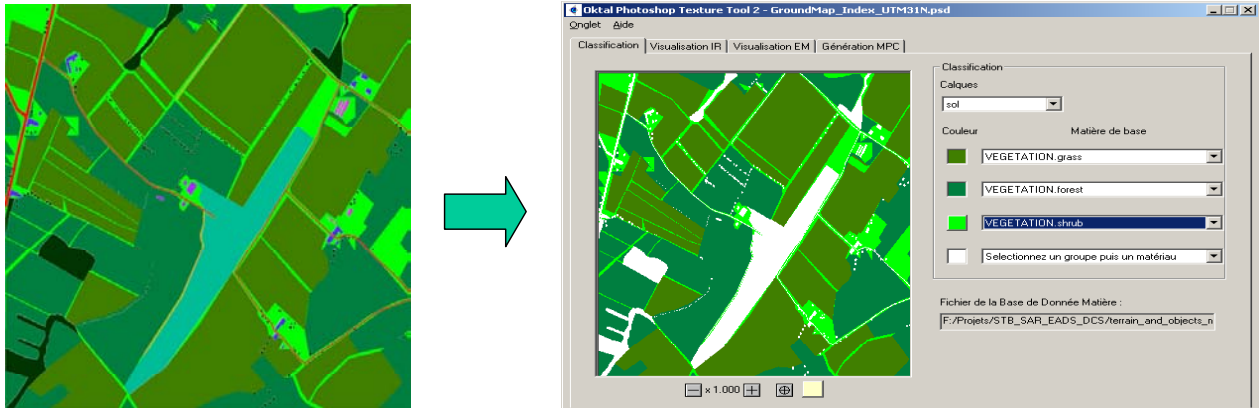 Oktal Photoshop Texture Tool 2 - GroundMap_Index_UTM31N.psd
Onglet Aide
Classification Visualisation IR Visualisation EM Génération MPC
Classification
Calques
sol
Couleur Matière de base
VEGETATION.grass
VEGETATION.forest
VEGETATION.shrub
Selectionnez un groupe puis un matériau
Fichier de la Base de Donnée Matière :
F:/Projets/STB_SAR_EADS_DCS/terrain_and_objects_n
x 1.000